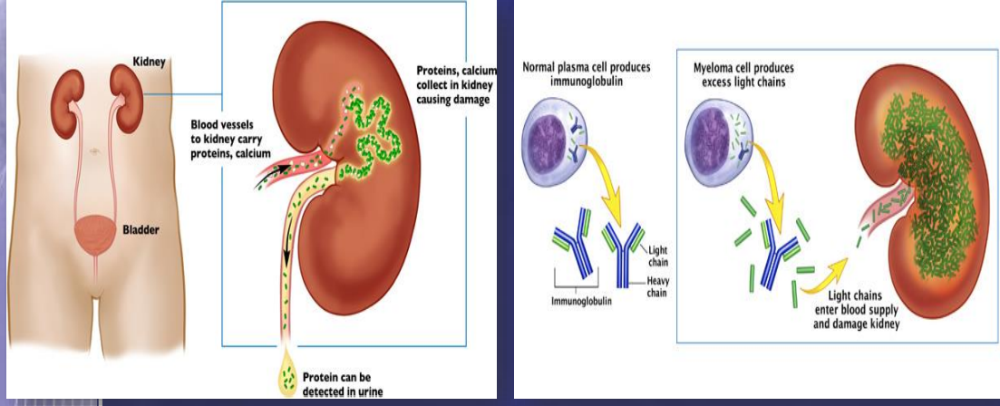 Kidney
Proteins, calcium
collect in kidney
causing damage
Blood vessels
to kidney carry
proteins, calcium
Bladder
Protein can be
detected in urine
Normal plasma cell produces
immunoglobulin
Light
chain
Heavy
chain
Immunoglobulin
Myeloma cell produces
excess light chains
Light chains
enter blood supply
and damage kidney